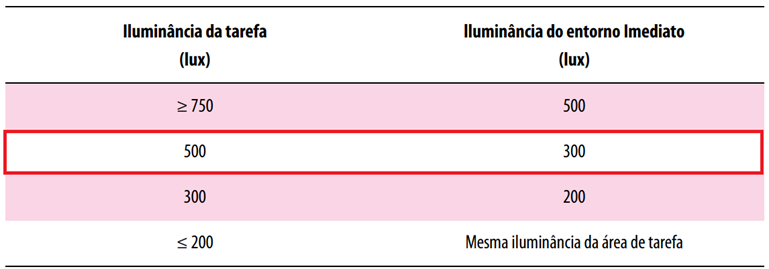 Iluminância da tarefa Iluminância do entorno Imediato
(lux) (lux)
≥ 750 500
500 300
300 200
≤ 200 Mesma iluminância da área de tarefa